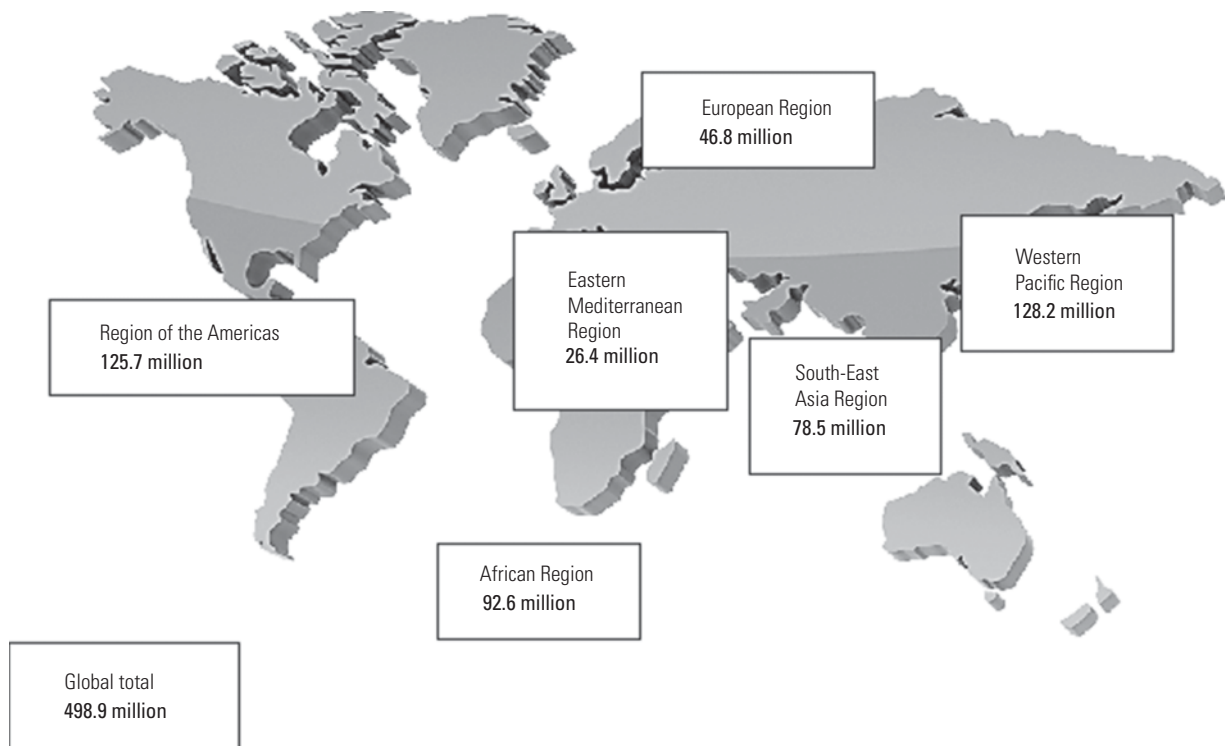 European Region
46.8 million
Western
Pacific Region
128.2 million
Eastern
Mediterranean
Region
26.4 million
Region of the Americas
125.7 million
South-East
Asia Region
78.5 million
African Region
92.6 million
Global total
498.9 million